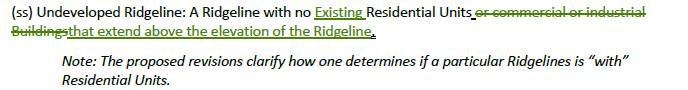 (ss) Undeveloped Ridgeline: A Ridgeline with no Existing Residential Units or commercial or industrial
Buildingsthat extend above the elevation of the Ridgeline.
Note: The proposed revisions clarify how one determines if a particular Ridgelines is “with”
Residential Units.